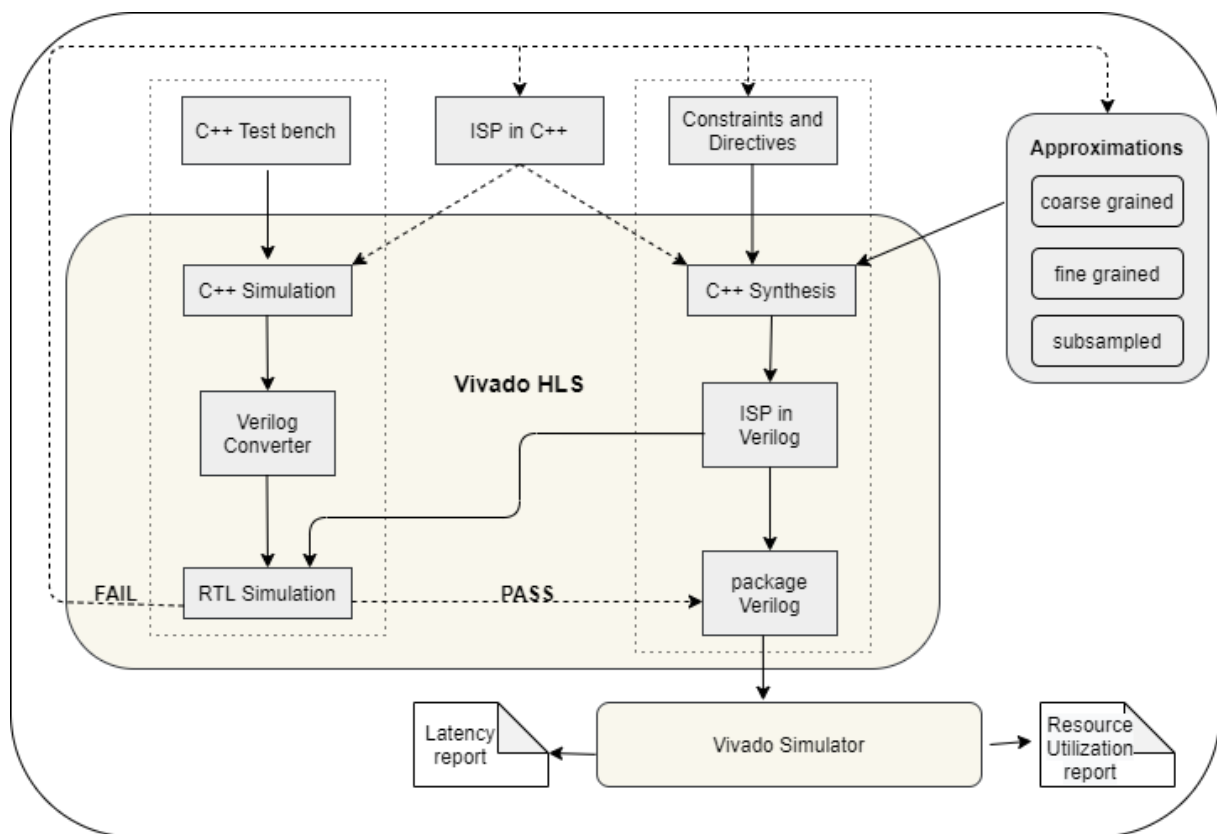 C++ Test bench
ISP in C++
Constraints and
Directives
Approximations
coarse grained
fine grained
subsampled
C++ Simulation
C++ Synthesis
Vivado HLS
Verilog
Converter
ISP in
Verilog
FAIL
RTL Simulation
PASS
package
Verilog
Latency
report
Vivado Simulator
Resource
Utilization
report